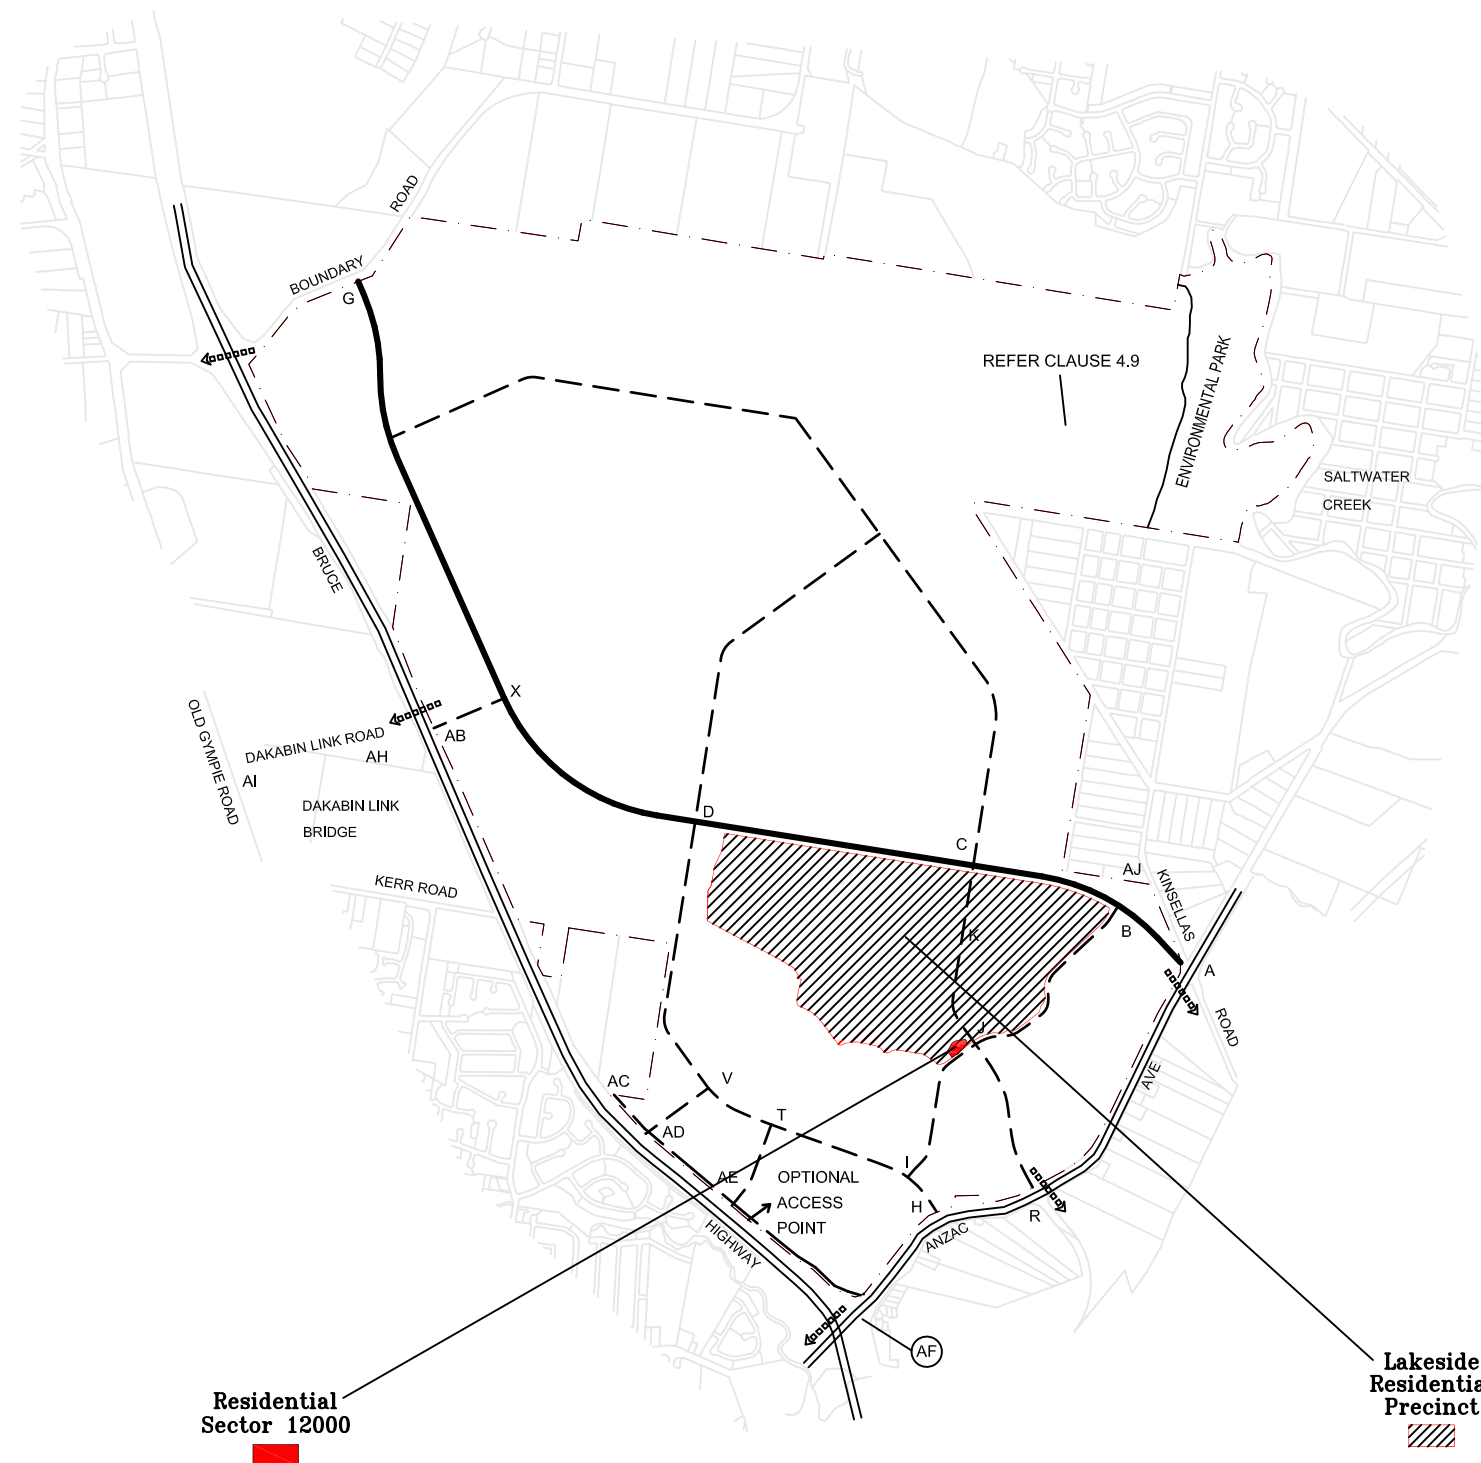 ROAD
BOUNDARY
G
REFER CLAUSE 4.9
ENVIRONMENTAL PARK
SALTWATER
CREEK
BRUCE
X
OLD GYMPIE ROAD
DAKABIN LINK ROAD
AB
AH
AI
DAKABIN LINK
BRIDGE
D
C
KERR ROAD
AJ
KINSELLAS
B
K
A
ROAD
J
AVE
AC
V
T
AD
I
AE
OPTIONAL
ACCESS
POINT
H
R
HIGHWAY
ANZAC
AF
Residential
Sector 12000
Lakeside
Residentia
Precinct